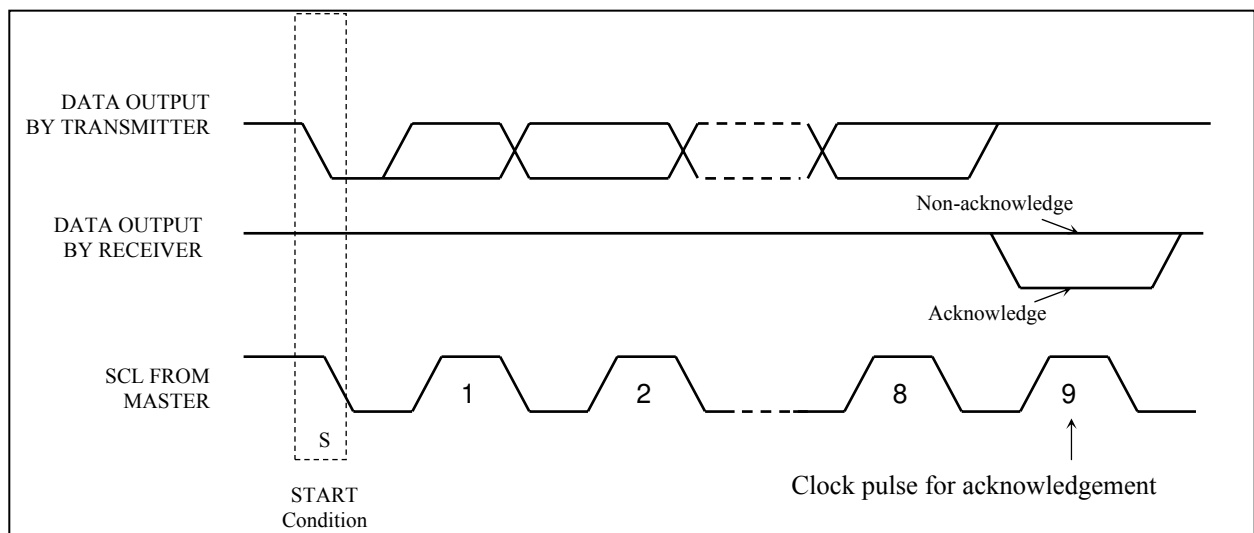 DATA OUTPUT
BY TRANSMITTER
Non-acknowledge
DATA OUTPUT
BY RECEIVER
Acknowledge
SCL FROM
MASTER
1
2
8
9
S
START
Condition
Clock pulse for acknowledgement